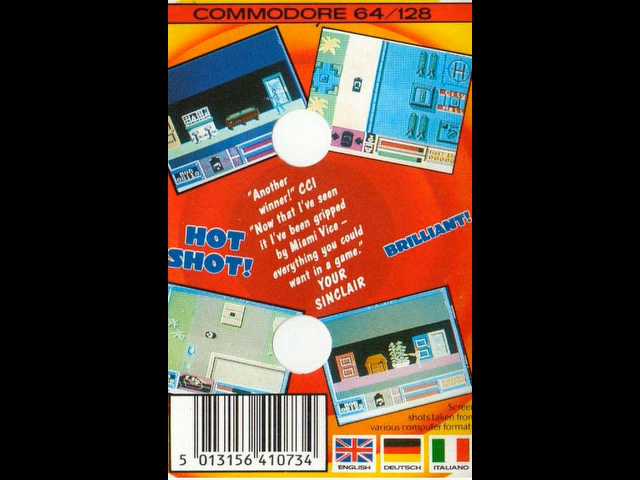 COMMODORE 64/128
"Another
winner!" CCI
"Now that I've seen
it I've been gripped
by Miami Vice –
everything you could
want in a game."
YOUR
SINCLAIR
HOT
SHOT!
BRILLIANT!
Screen
shots taken from
various computer formats
5 013156 410734
ENGLISH
DEUTSCH
ITALIANO